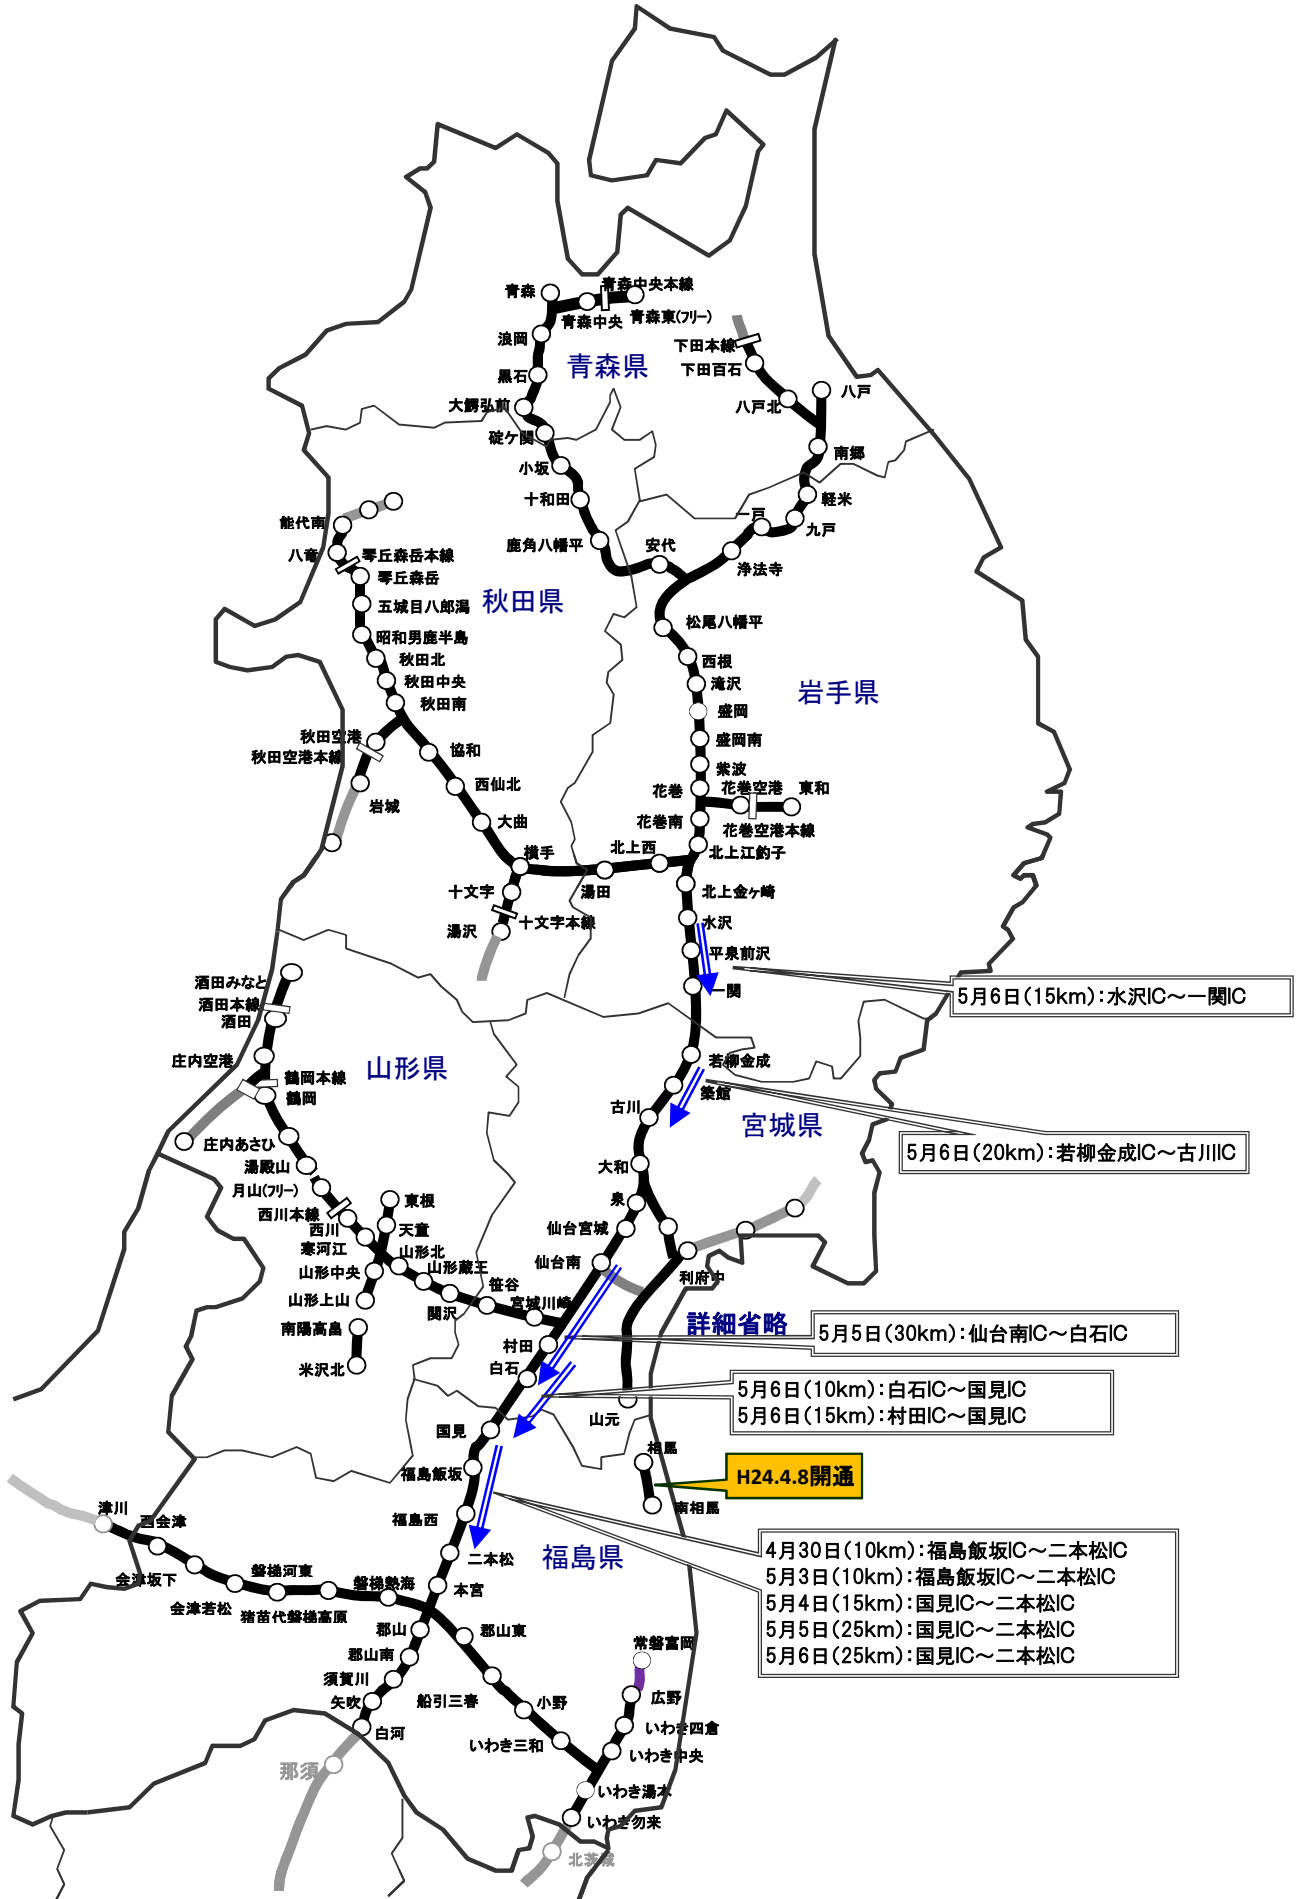 青森
青森中央本線
青森中央
青森東(フリー)
浪岡
下田本線
青森県
下田百石
黒石
八戸
大鰐弘前
八戸北
碇ケ関
南郷
小坂
十和田
軽米
能代南
一戸
九戸
八竜
琴丘森岳本線
鹿角八幡平
安代
浄法寺
琴丘森岳
秋田県
五城目八郎潟
昭和男鹿半島
松尾八幡平
秋田北
西根
秋田中央
滝沢
岩手県
秋田南
盛岡
秋田空港
盛岡南
秋田空港本線
協和
紫波
西仙北
花巻
花巻空港
東和
岩城
大曲
花巻南
花巻空港本線
横手
北上西
北上江釣子
十文字
湯田
北上金ヶ崎
湯沢
十文字本線
水沢
平泉前沢
酒田みなと
一関
5月6日(15km):水沢IC~一関IC
酒田本線
酒田
庄内空港
山形県
若柳金成
鶴岡本線
鶴岡
築館
古川
宮城県
庄内あさひ
5月6日(20km):若柳金成IC~古川IC
湯殿山
大和
月山(フリー)
東根
泉
西川本線
西川
天童
仙台宮城
寒河江
山形北
山形中央
山形蔵王
仙台南
利府中
山形上山
関沢
笹谷
宮城川崎
南陽高畠
詳細省略
5月5日(30km):仙台南IC~白石IC
米沢北
村田
白石
5月6日(10km):白石IC~国見IC
5月6日(15km):村田IC~国見IC
山元
国見
相馬
福島飯坂
H24.4.8開通
南相馬
津川
西会津
福島西
福島県
二本松
4月30日(10km):福島飯坂IC~二本松IC
5月3日(10km):福島飯坂IC~二本松IC
5月4日(15km):国見IC~二本松IC
5月5日(25km):国見IC~二本松IC
5月6日(25km):国見IC~二本松IC
会津坂下
磐梯河東
磐梯熱海
本宮
会津若松
猪苗代磐梯高原
郡山
郡山東
常磐富岡
郡山南
須賀川
船引三春
小野
広野
矢吹
白河
いわき四倉
いわき三和
いわき中央
那須
いわき湯本
いわき勿来
北茨城